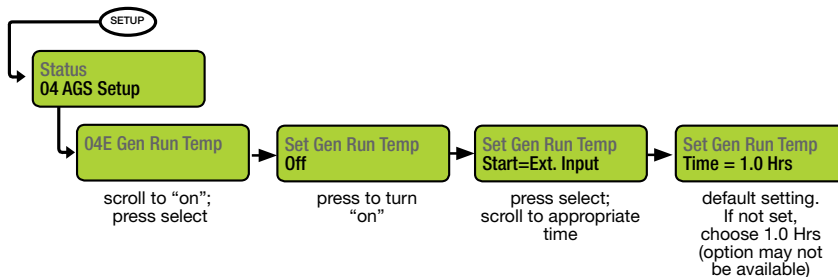 SETUP
Status
04 AGS Setup
04E Gen Run Temp
Set Gen Run Temp
Off
Set Gen Run Temp
Start=Ext. Input
Set Gen Run Temp
Time = 1.0 Hrs
scroll to “on”;
press select
press to turn
“on”
press select;
scroll to appropriate
time
default setting.
If not set,
choose 1.0 Hrs
(option may not
be available)